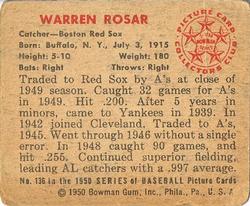 WARREN ROSAR
Catcher—Boston Red Sox
Born: Buffalo, N. Y., July 3, 1915
Height: 5-10 Weight: 180
Bats: Right Throws: Right
PICTURE CARD
COLLECTORS CLUB
Traded to Red Sox by A's at close of
1949 season. Caught 32 games for A's
in 1949. Hit .200. After 5 years in
minors, came to Yankees in 1939. In
1942 joined Cleveland. Traded to A's,
1945. Went through 1946 without a single
error. In 1948 caught 90 games, and
hit .255. Continued superior fielding,
leading AL catchers with a .997 average.
No. 136 in the 1950 SERIES OF BASEBALL Picture Cards
© 1950 Bowman Gum, Inc., Phila., Pa., U. S. A.